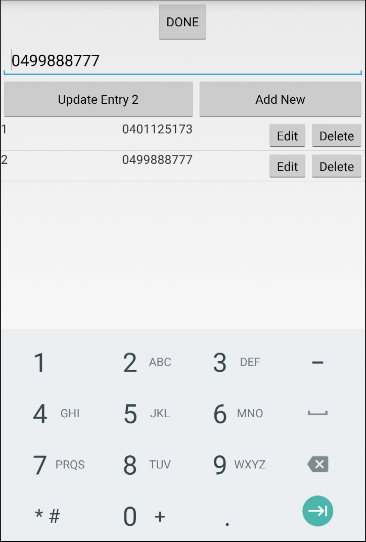 DONE
0499888777
Update Entry 2 Add New
1 0401125173 Edit Delete
2 0499888777 Edit Delete
1 2 ABC 3 DEF –
4 GHI 5 JKL 6 MNO
7 PRQS 8 TUV 9 WXYZ
* # 0 + .